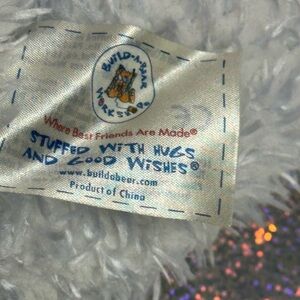 BUILD-A-BEAR
WORKSHOP
Where Best Friends Are Made®
STUFFED WITH HUGS
AND GOOD WISHES®
www.buildabear.com
Product of China